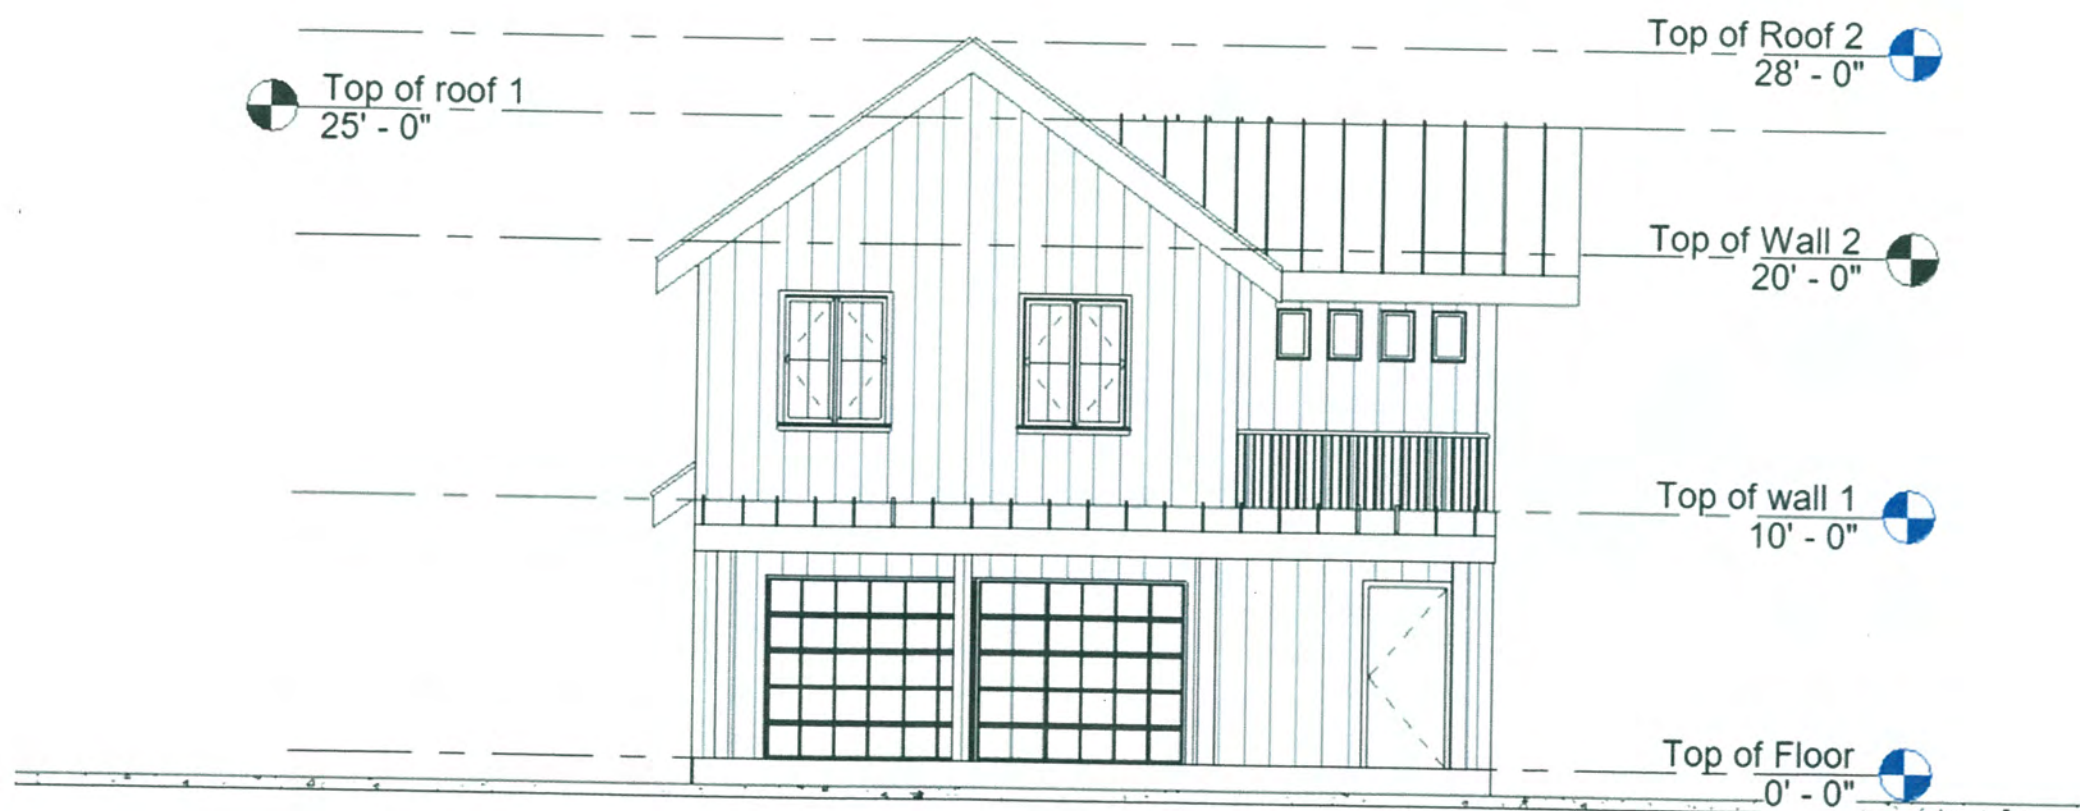 Top of Roof 2
28' - 0"
Top of roof 1
25' - 0"
Top of Wall 2
20' - 0"
Top of wall 1
10' - 0"
Top of Floor
0' - 0"